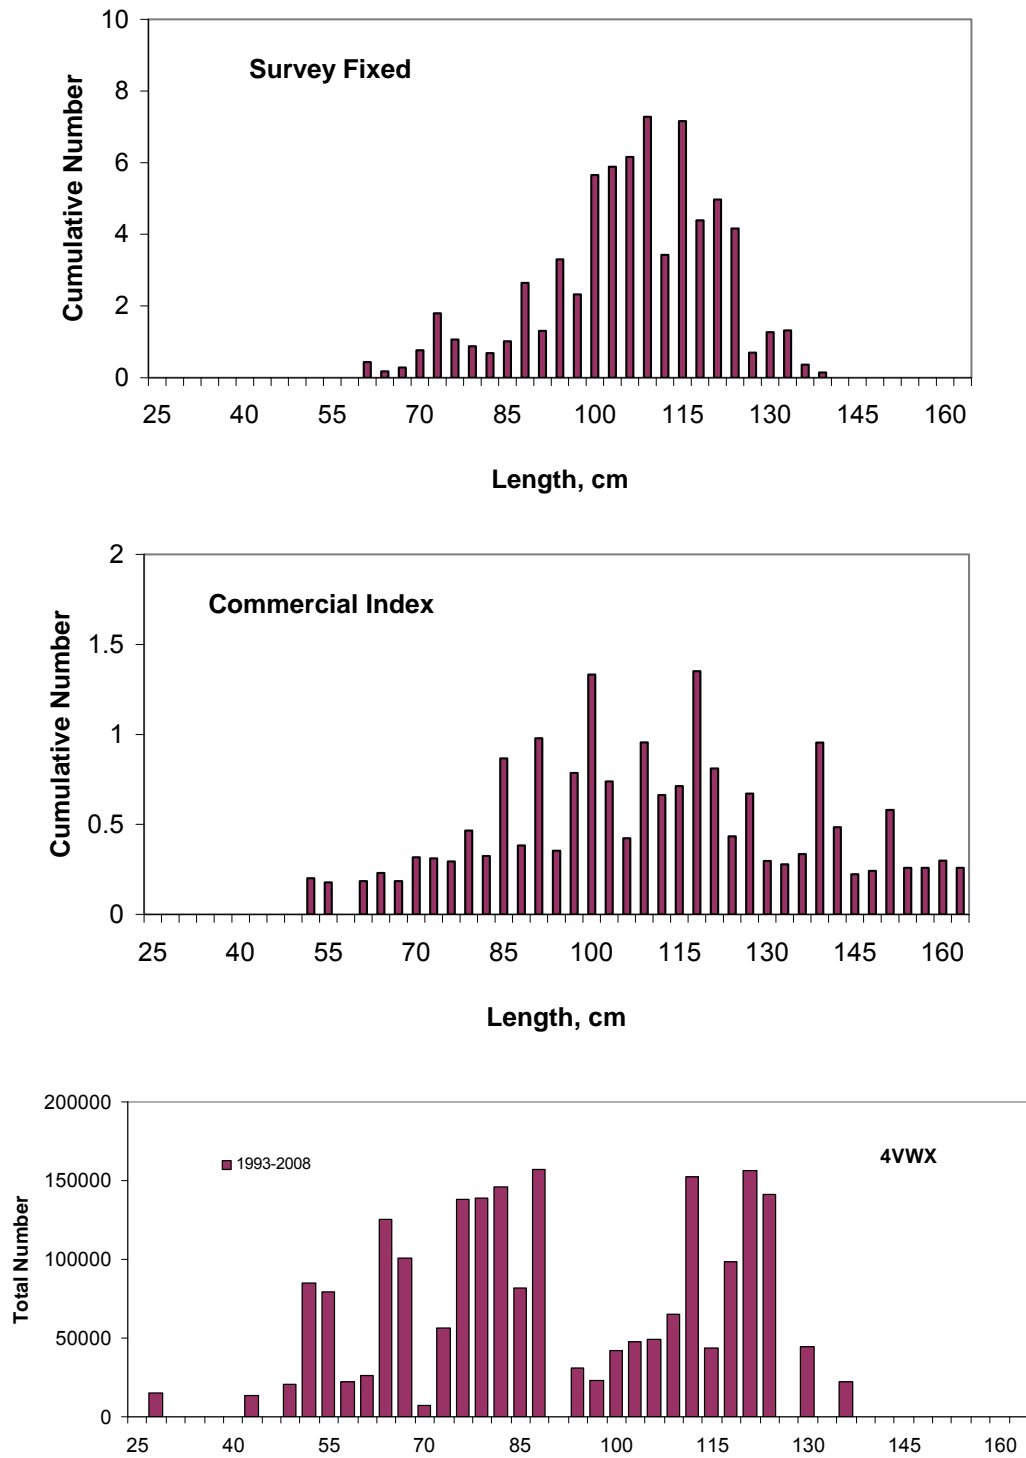 10
Survey Fixed
8
6
4
2
0
Cumulative Number
25 40 55 70 85 100 115 130 145 160
Length, cm
2
Commercial Index
1.5
1
0.5
0
Cumulative Number
25 40 55 70 85 100 115 130 145 160
Length, cm
200000
1993-2008
4VWX
150000
100000
50000
0
Total Number
25 40 55 70 85 100 115 130 145 160